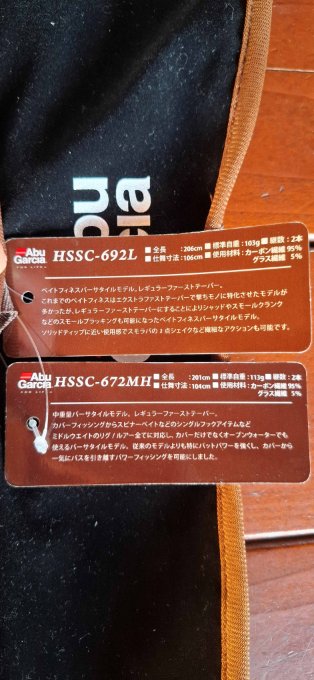 Abu
Garcia
Abu
Garcia
FOR LIFE.
HSSC-692L
■全長 :206cm ■標準自重:103g ■継数:2本
■仕舞寸法:106cm ■使用材料:カーボン繊維 95%
グラス繊維 5%
ベイトフィネスバーサタイルモデル。レギュラーファーストテーパー。
これまでのベイトフィネスはエクストラファストテーパーで撃ちモノに特化させたモデルが
多かったが、レギュラーファーストテーパーにすることによりシャッドやスモールクランク
などのスモールプラッキングも可能になったベイトフィネスバーサタイルモデル。
ソリッドティップに近い使用感でスモラバのI字シェイクなど繊細なアクションも可能です。
Abu
Garcia
FOR LIFE.
HSSC-672MH
■全長 :201cm ■標準自重:113g ■継数:2本
■仕舞寸法:104cm ■使用材料:カーボン繊維 95%
グラス繊維 5%
中重量バーサタイルモデル。レギュラーファーステーパー。
カバーフィッシングからスピナーベイトなどのシングルフックアイテムなど
ミドルウエイトのリグ/ルアー全てに対応し、カバーだけでなくオープンウォーターでも
使えるバーサタイルモデル。従来のモデルよりも特にバットパワーを強くし、カバーから
一気にバスを引き離すパワーフィッシングを可能にしました。